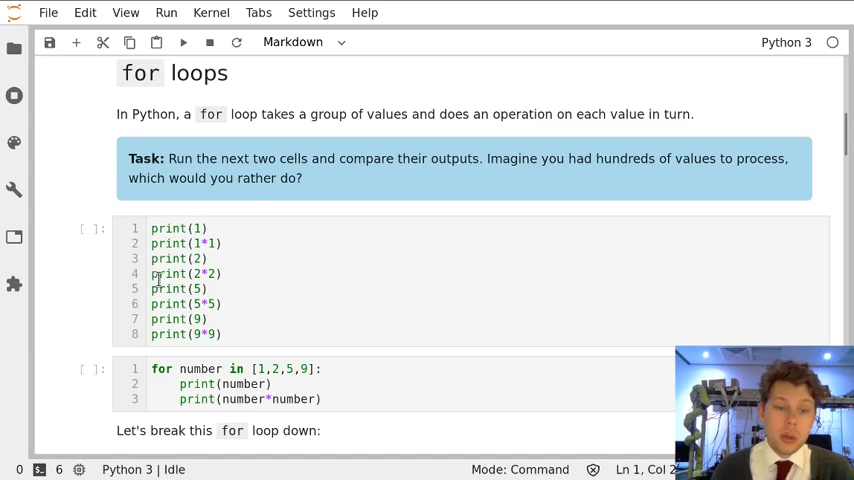 File Edit View Run Kernel Tabs Settings Help
Markdown Python 3
for loops
In Python, a for loop takes a group of values and does an operation on each value in turn.
Task: Run the next two cells and compare their outputs. Imagine you had hundreds of values to process,
which would you rather do?
[ ]: 1 print(1)
2 print(1*1)
3 print(2)
4 print(2*2)
5 print(5)
6 print(5*5)
7 print(9)
8 print(9*9)
[ ]: 1 for number in [1,2,5,9]:
2 print(number)
3 print(number*number)
Let's break this for loop down:
0 6 Python 3 | Idle Mode: Command Ln 1, Col